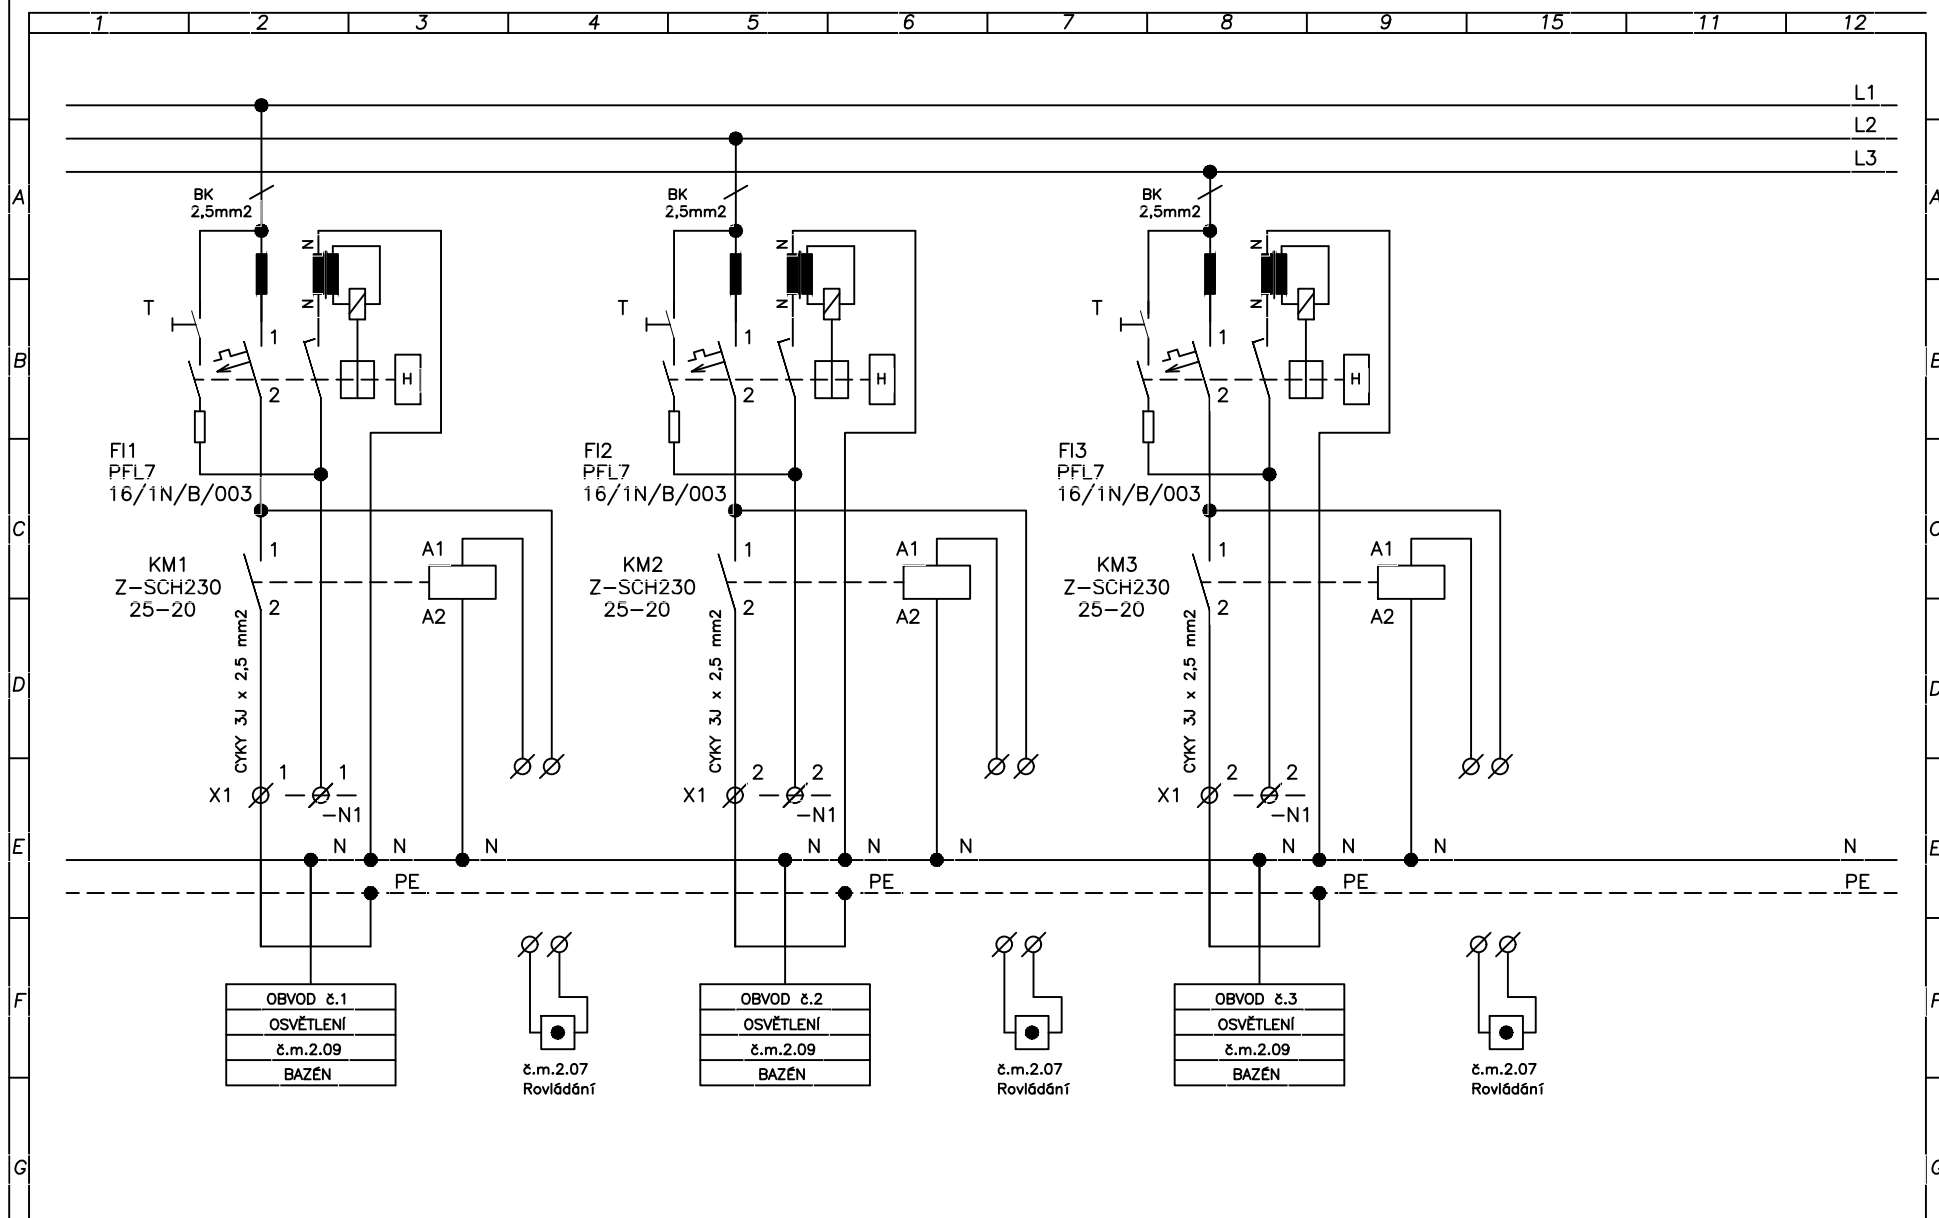 1 2 3 4 5 6 7 8 9 15 11 12
L1
L2
L3
A
A
BK
2,5mm2
BK
2,5mm2
BK
2,5mm2
N
N
N
T
N
T
N
T
N
1
1
1
B
B
H
H
H
2
2
2
FI1
PFL7
16/1N/B/003
FI2
PFL7
16/1N/B/003
FI3
PFL7
16/1N/B/003
C
C
KM1
Z-SCH230
25-20
1
2
A1
A2
KM2
Z-SCH230
25-20
1
2
A1
A2
KM3
Z-SCH230
25-20
1
2
A1
A2
CYKY 3J x 2,5 mm2
CYKY 3J x 2,5 mm2
CYKY 3J x 2,5 mm2
D
D
X1
1
1
-N1
X1
2
2
-N1
X1
2
2
-N1
E
N N N
N N N
N N N
N
E
PE
PE
PE
PE
F
F
OBVOD č.1
OSVĚTLENÍ
č.m.2.09
BAZÉN
č.m.2.07
Rovládání
OBVOD č.2
OSVĚTLENÍ
č.m.2.09
BAZÉN
č.m.2.07
Rovládání
OBVOD č.3
OSVĚTLENÍ
č.m.2.09
BAZÉN
č.m.2.07
Rovládání
G
G